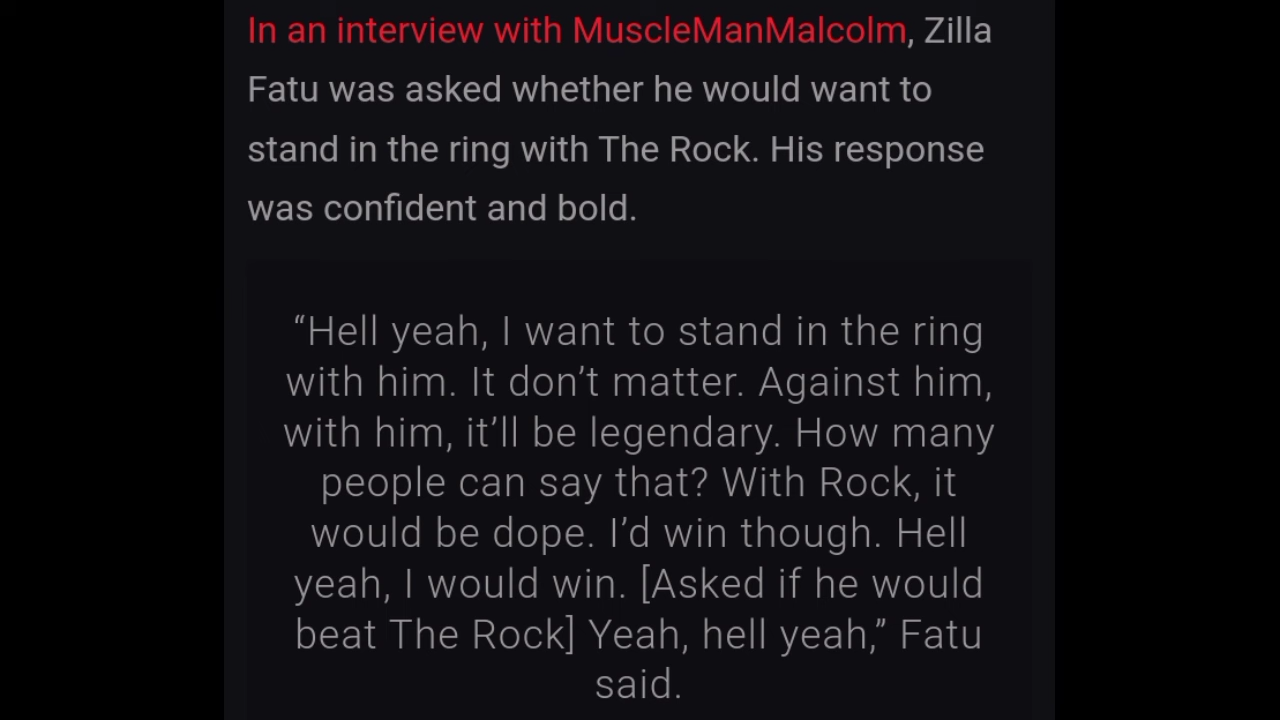 In an interview with MuscleManMalcolm, Zilla
Fatu was asked whether he would want to
stand in the ring with The Rock. His response
was confident and bold.
“Hell yeah, I want to stand in the ring
with him. It don’t matter. Against him,
with him, it’ll be legendary. How many
people can say that? With Rock, it
would be dope. I’d win though. Hell
yeah, I would win. [Asked if he would
beat The Rock] Yeah, hell yeah,” Fatu
said.